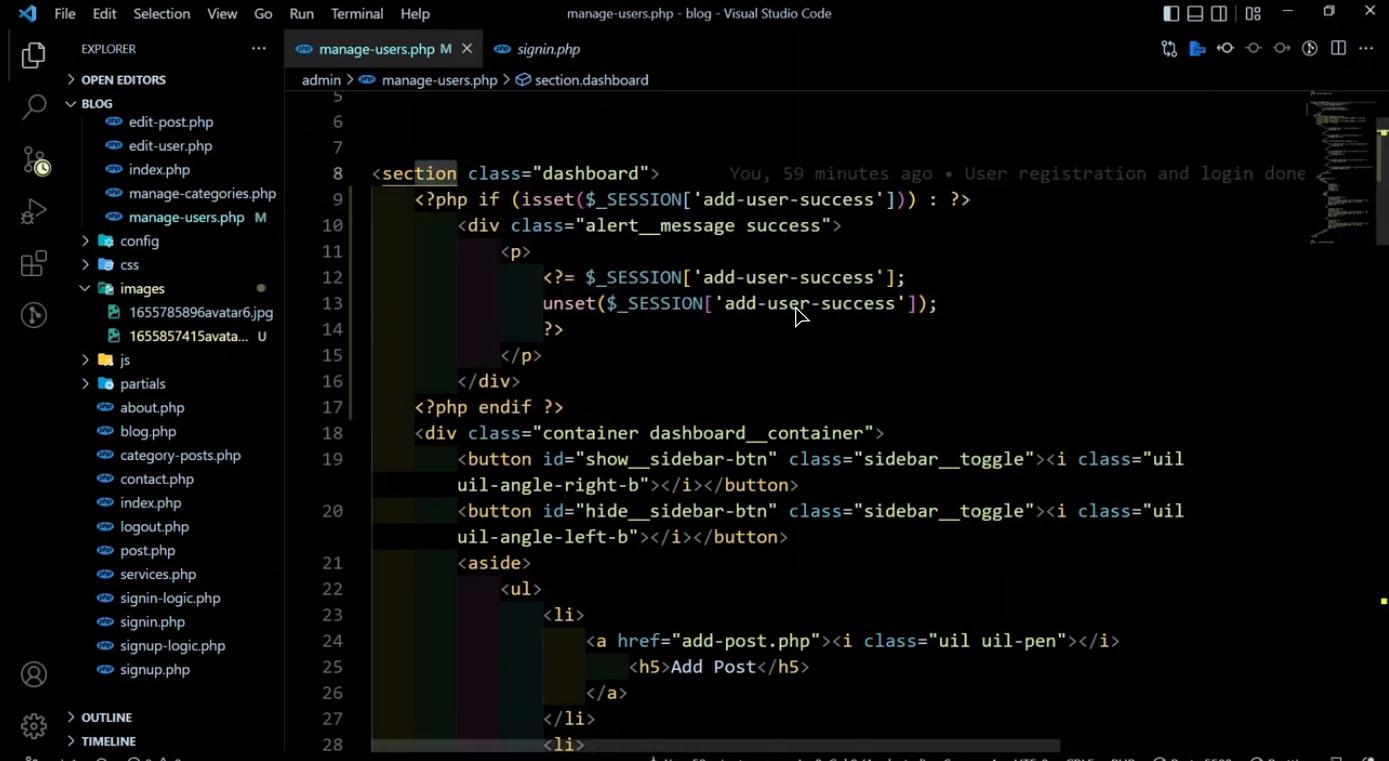 File Edit Selection View Go Run Terminal Help
manage-users.php - blog - Visual Studio Code
EXPLORER
OPEN EDITORS
BLOG
edit-post.php
edit-user.php
index.php
manage-categories.php
manage-users.php M
config
css
images
1655785896avatar6.jpg
1655857415avata... U
js
partials
about.php
blog.php
category-posts.php
contact.php
index.php
logout.php
post.php
services.php
signin-logic.php
signin.php
signup-logic.php
signup.php
OUTLINE
TIMELINE
manage-users.php M signin.php
admin > manage-users.php > section.dashboard
5
6
7
8 <section class="dashboard"> You, 59 minutes ago • User registration and login done
9 <?php if (isset($_SESSION['add-user-success'])) : ?>
10 <div class="alert__message success">
11 <p>
12 <?= $_SESSION['add-user-success'];
13 unset($_SESSION['add-user-success']);
14 ?>
15 </p>
16 </div>
17 <?php endif ?>
18 <div class="container dashboard__container">
19 <button id="show__sidebar-btn" class="sidebar__toggle"><i class="uil
uil-angle-right-b"></i></button>
20 <button id="hide__sidebar-btn" class="sidebar__toggle"><i class="uil
uil-angle-left-b"></i></button>
21 <aside>
22 <ul>
23 <li>
24 <a href="add-post.php"><i class="uil uil-pen"></i>
25 <h5>Add Post</h5>
26 </a>
27 </li>
28 <li>